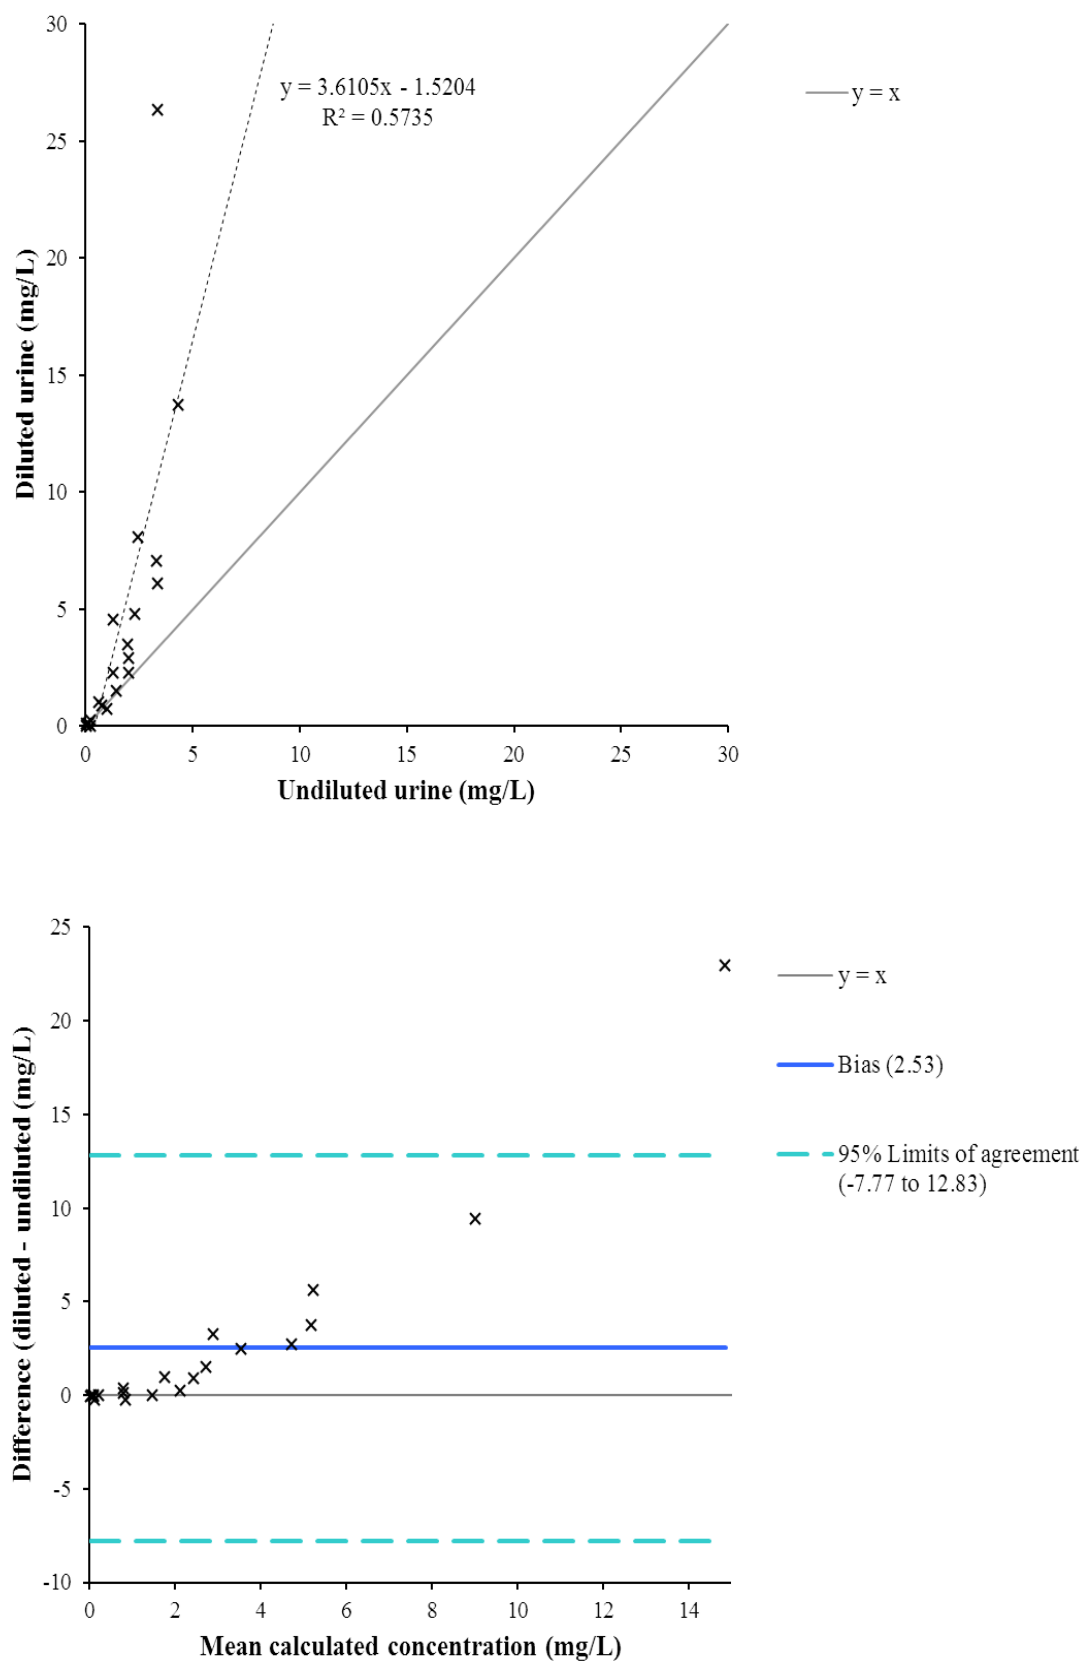 30
25
20
15
10
5
0
Diluted urine (mg/L)
y = 3.6105x - 1.5204
R² = 0.5735
y = x
0 5 10 15 20 25 30
Undiluted urine (mg/L)
25
20
15
10
5
0
-5
-10
Difference (diluted - undiluted (mg/L)
y = x
Bias (2.53)
95% Limits of agreement
(-7.77 to 12.83)
0 2 4 6 8 10 12 14
Mean calculated concentration (mg/L)